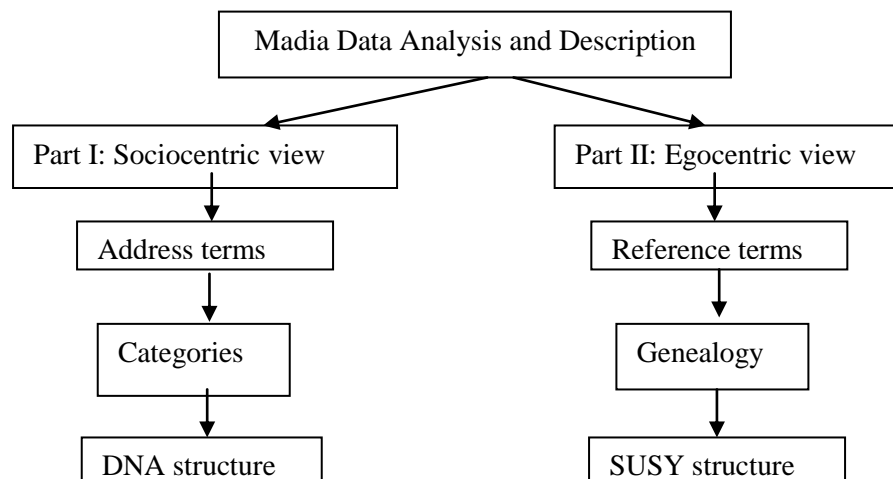 Madia Data Analysis and Description
Part I: Sociocentric view
Part II: Egocentric view
Address terms
Reference terms
Categories
Genealogy
DNA structure
SUSY structure